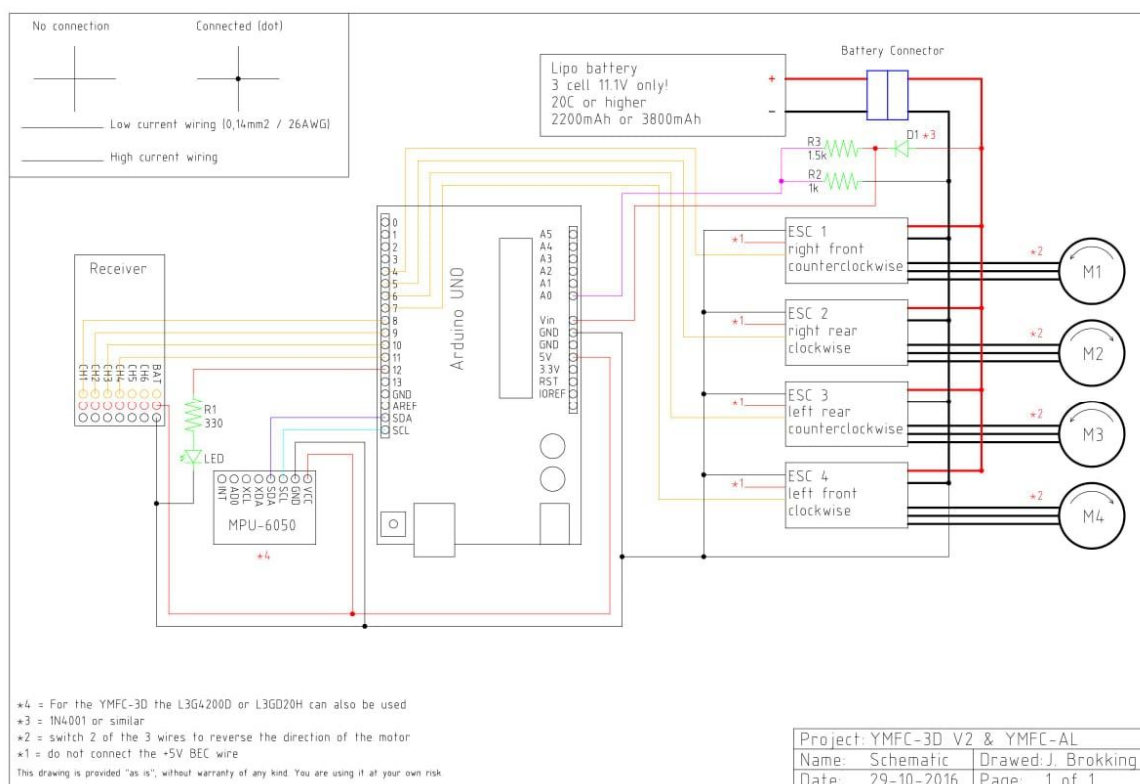 No connection
Connected (dot)
Low current wiring (0,14mm2 / 26AWG)
High current wiring
Lipo battery
3 cell 11.1V only!
20C or higher
2200mAh or 3800mAh
+
-
Battery Connector
R3
1.5k
D1 *3
R2
1k
Receiver
CH1
CH2
CH3
CH4
CH5
CH6
BAT
R1
330
LED
INT
AD0
XCL
XDA
SDA
SCL
GND
VCC
MPU-6050
*4
0
1
2
3
4
5
6
7
8
9
10
11
12
13
GND
AREF
SDA
SCL
Arduino UNO
A5
A4
A3
A2
A1
A0
Vin
GND
GND
5V
3.3V
RST
IOREF
*1
ESC 1
right front
counterclockwise
*2
M1
*1
ESC 2
right rear
clockwise
*2
M2
*1
ESC 3
left rear
counterclockwise
*2
M3
*1
ESC 4
left front
clockwise
*2
M4
*4 = For the YMFC-3D the L3G4200D or L3GD20H can also be used
*3 = 1N4001 or similar
*2 = switch 2 of the 3 wires to reverse the direction of the motor
*1 = do not connect the +5V BEC wire
This drawing is provided "as is", without warranty of any kind. You are using it at your own risk
Project: YMFC-3D V2 & YMFC-AL
Name: Schematic Drawed: J. Brokking
Date: 29-10-2016 Page: 1 of 1